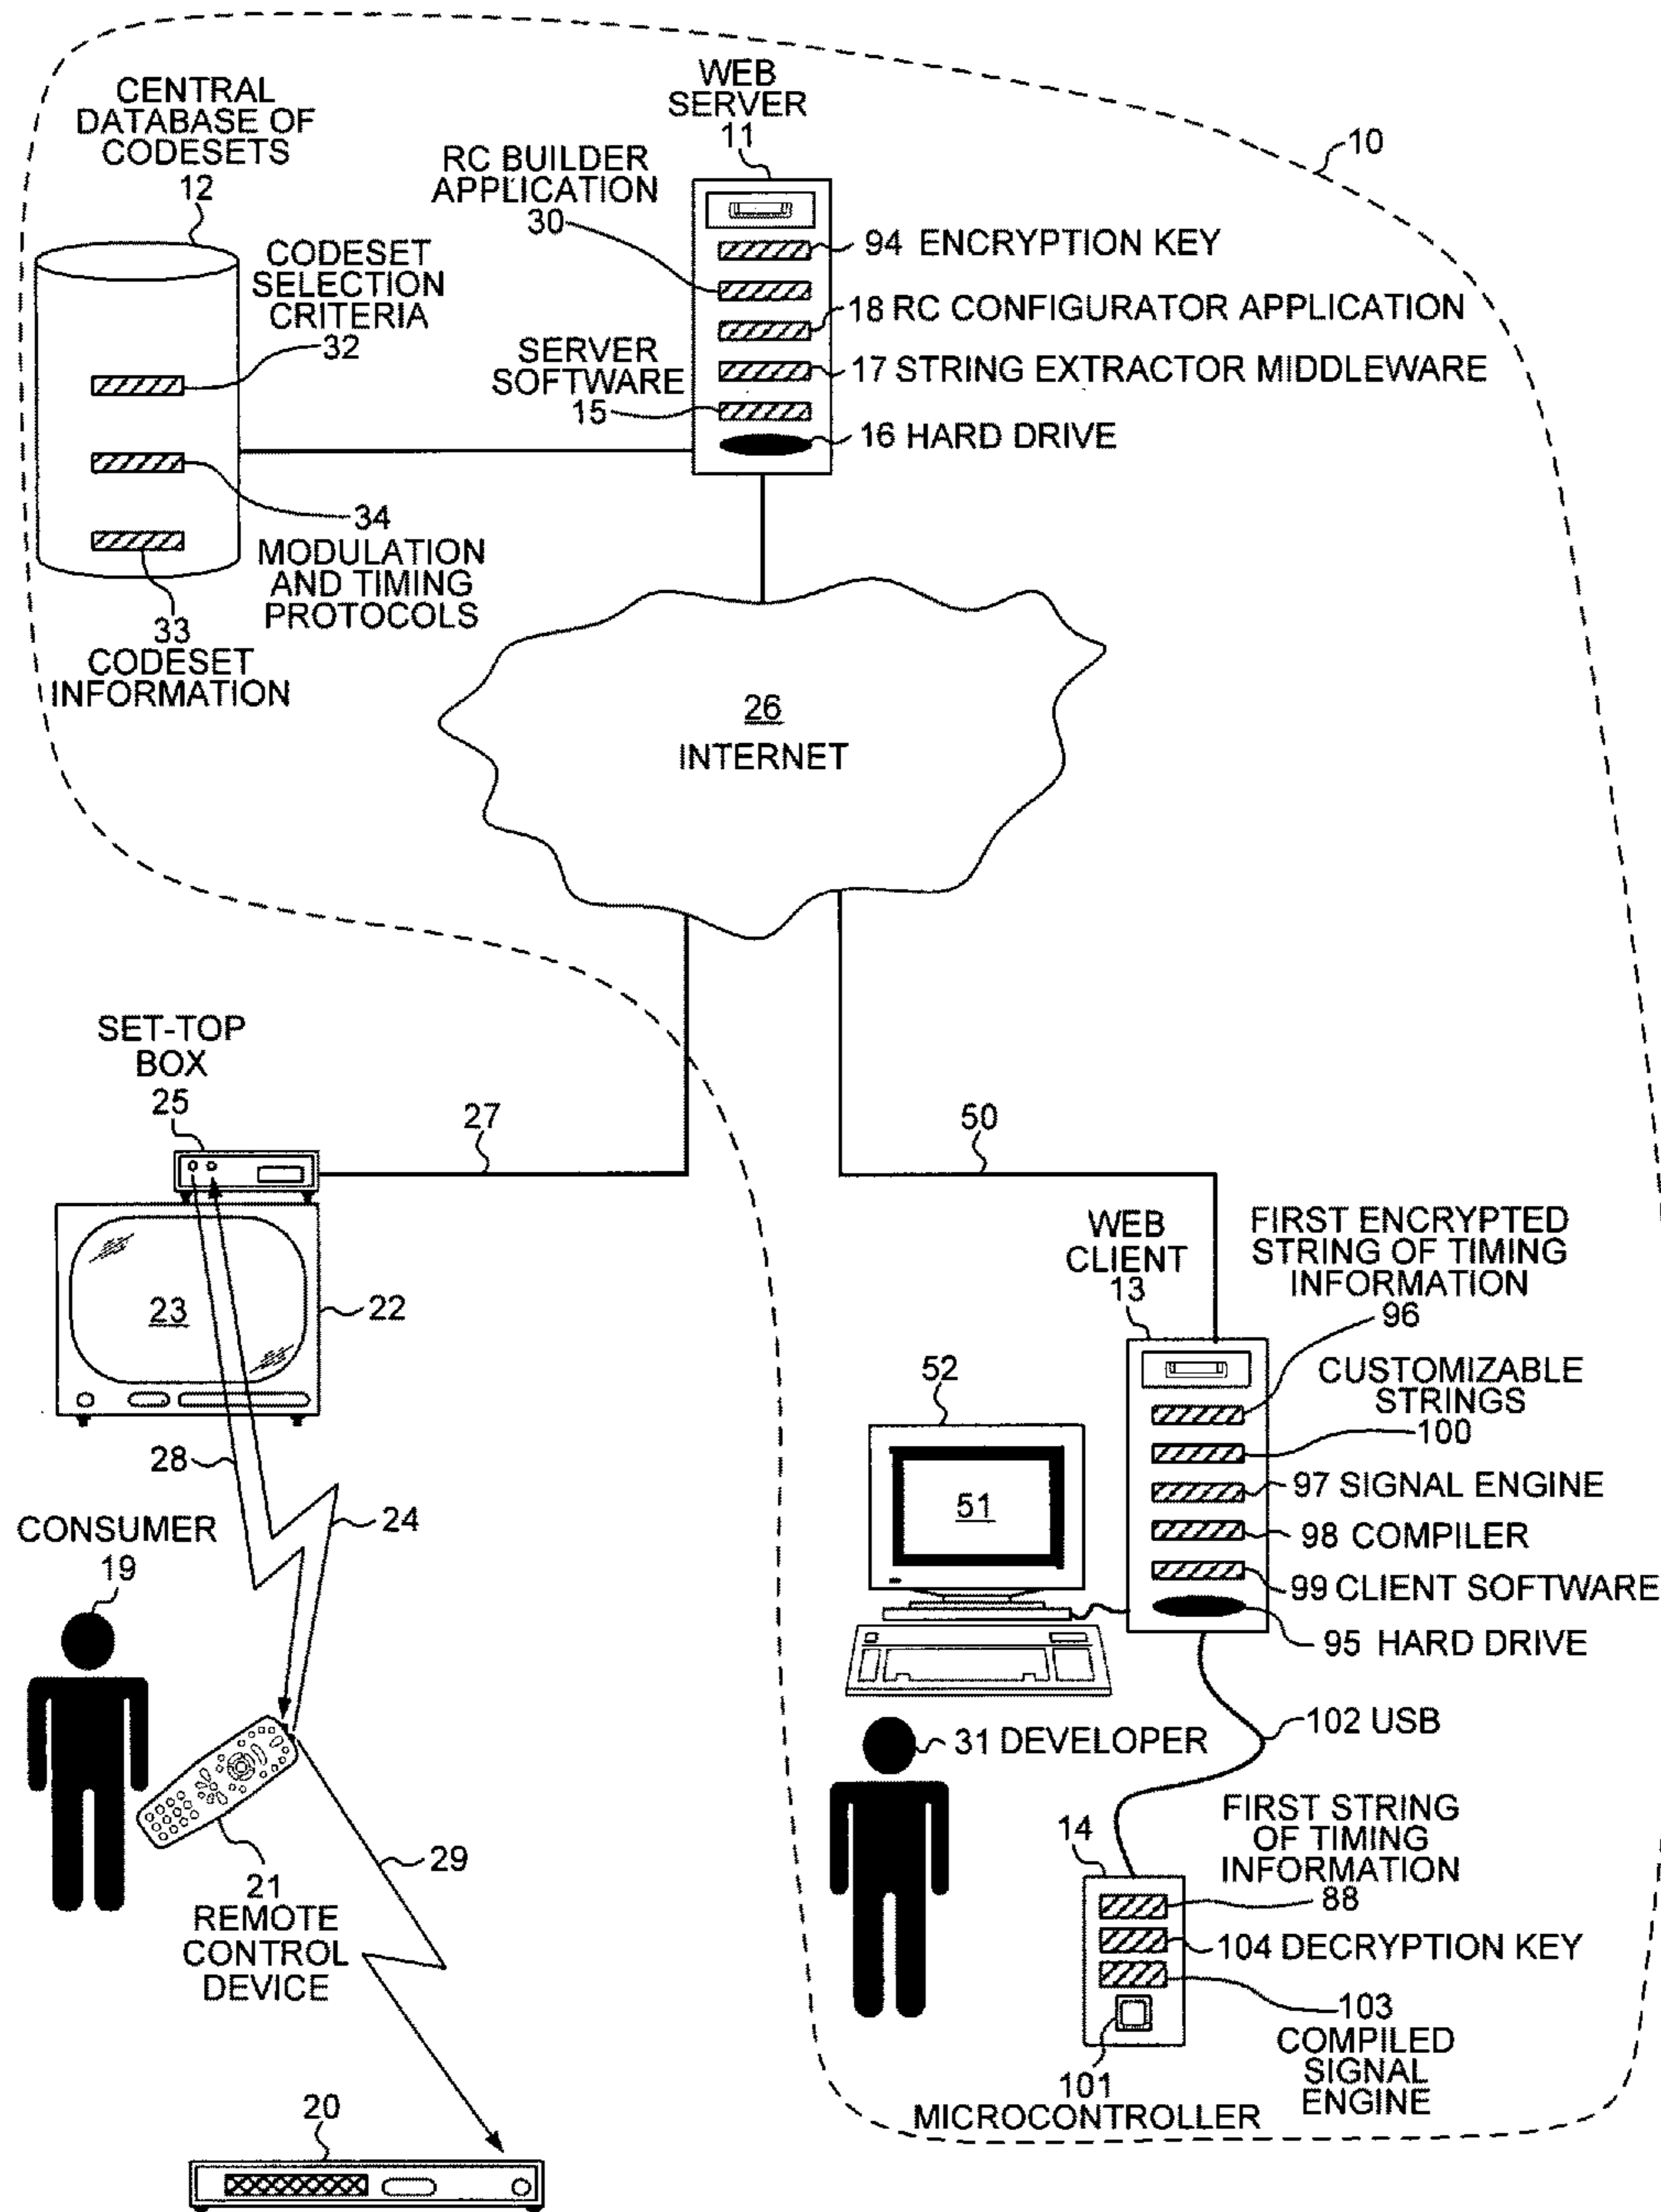 CENTRAL
DATABASE OF
CODESETS
12
WEB
SERVER
11
10
RC BUILDER
APPLICATION
30
CODESET
SELECTION
CRITERIA
32
94 ENCRYPTION KEY
18 RC CONFIGURATOR APPLICATION
SERVER
SOFTWARE
15
17 STRING EXTRACTOR MIDDLEWARE
16 HARD DRIVE
34
MODULATION
AND TIMING
PROTOCOLS
33
CODESET
INFORMATION
26
INTERNET
SET-TOP
BOX
25
27
50
23
22
WEB
CLIENT
13
FIRST ENCRYPTED
STRING OF TIMING
INFORMATION
96
CUSTOMIZABLE
STRINGS
100
52
51
97 SIGNAL ENGINE
98 COMPILER
99 CLIENT SOFTWARE
95 HARD DRIVE
28
24
CONSUMER
19
102 USB
31 DEVELOPER
29
21
REMOTE
CONTROL
DEVICE
14
FIRST STRING
OF TIMING
INFORMATION
88
104 DECRYPTION KEY
103
COMPILED
SIGNAL
ENGINE
101
MICROCONTROLLER
20